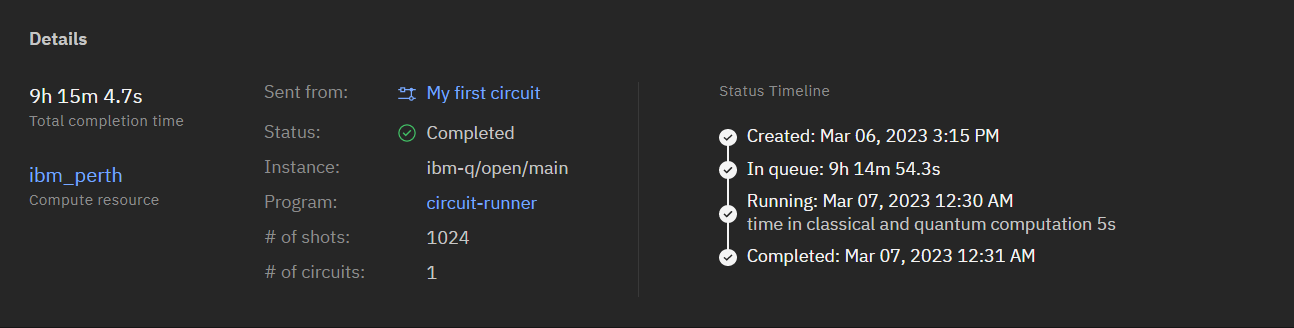 Details
9h 15m 4.7s
Total completion time
ibm_perth
Compute resource
Sent from: My first circuit
Status: Completed
Instance: ibm-q/open/main
Program: circuit-runner
# of shots: 1024
# of circuits: 1
Status Timeline
Created: Mar 06, 2023 3:15 PM
In queue: 9h 14m 54.3s
Running: Mar 07, 2023 12:30 AM
time in classical and quantum computation 5s
Completed: Mar 07, 2023 12:31 AM